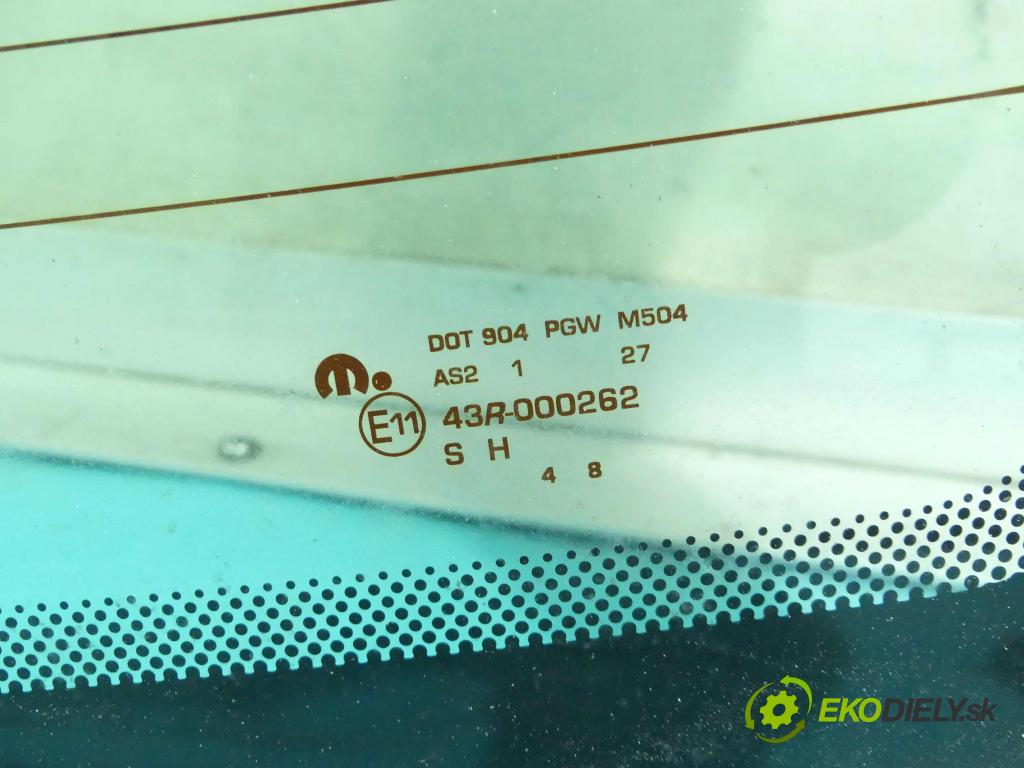 DOT 904 PGW M504
AS2 1 27
E11 43R-000262
S H
4 8
EKODIELY.sk